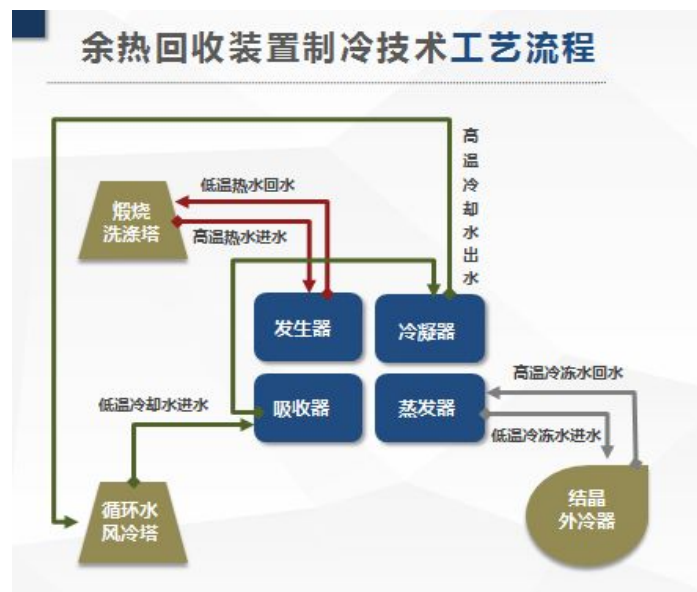 余热回收装置制冷技术工艺流程
高温冷却水出水
低温热水回水
煅烧
洗涤塔
高温热水进水
发生器
冷凝器
高温冷冻水回水
低温冷却水进水
吸收器
蒸发器
低温冷冻水进水
循环水
风冷塔
结晶
外冷器